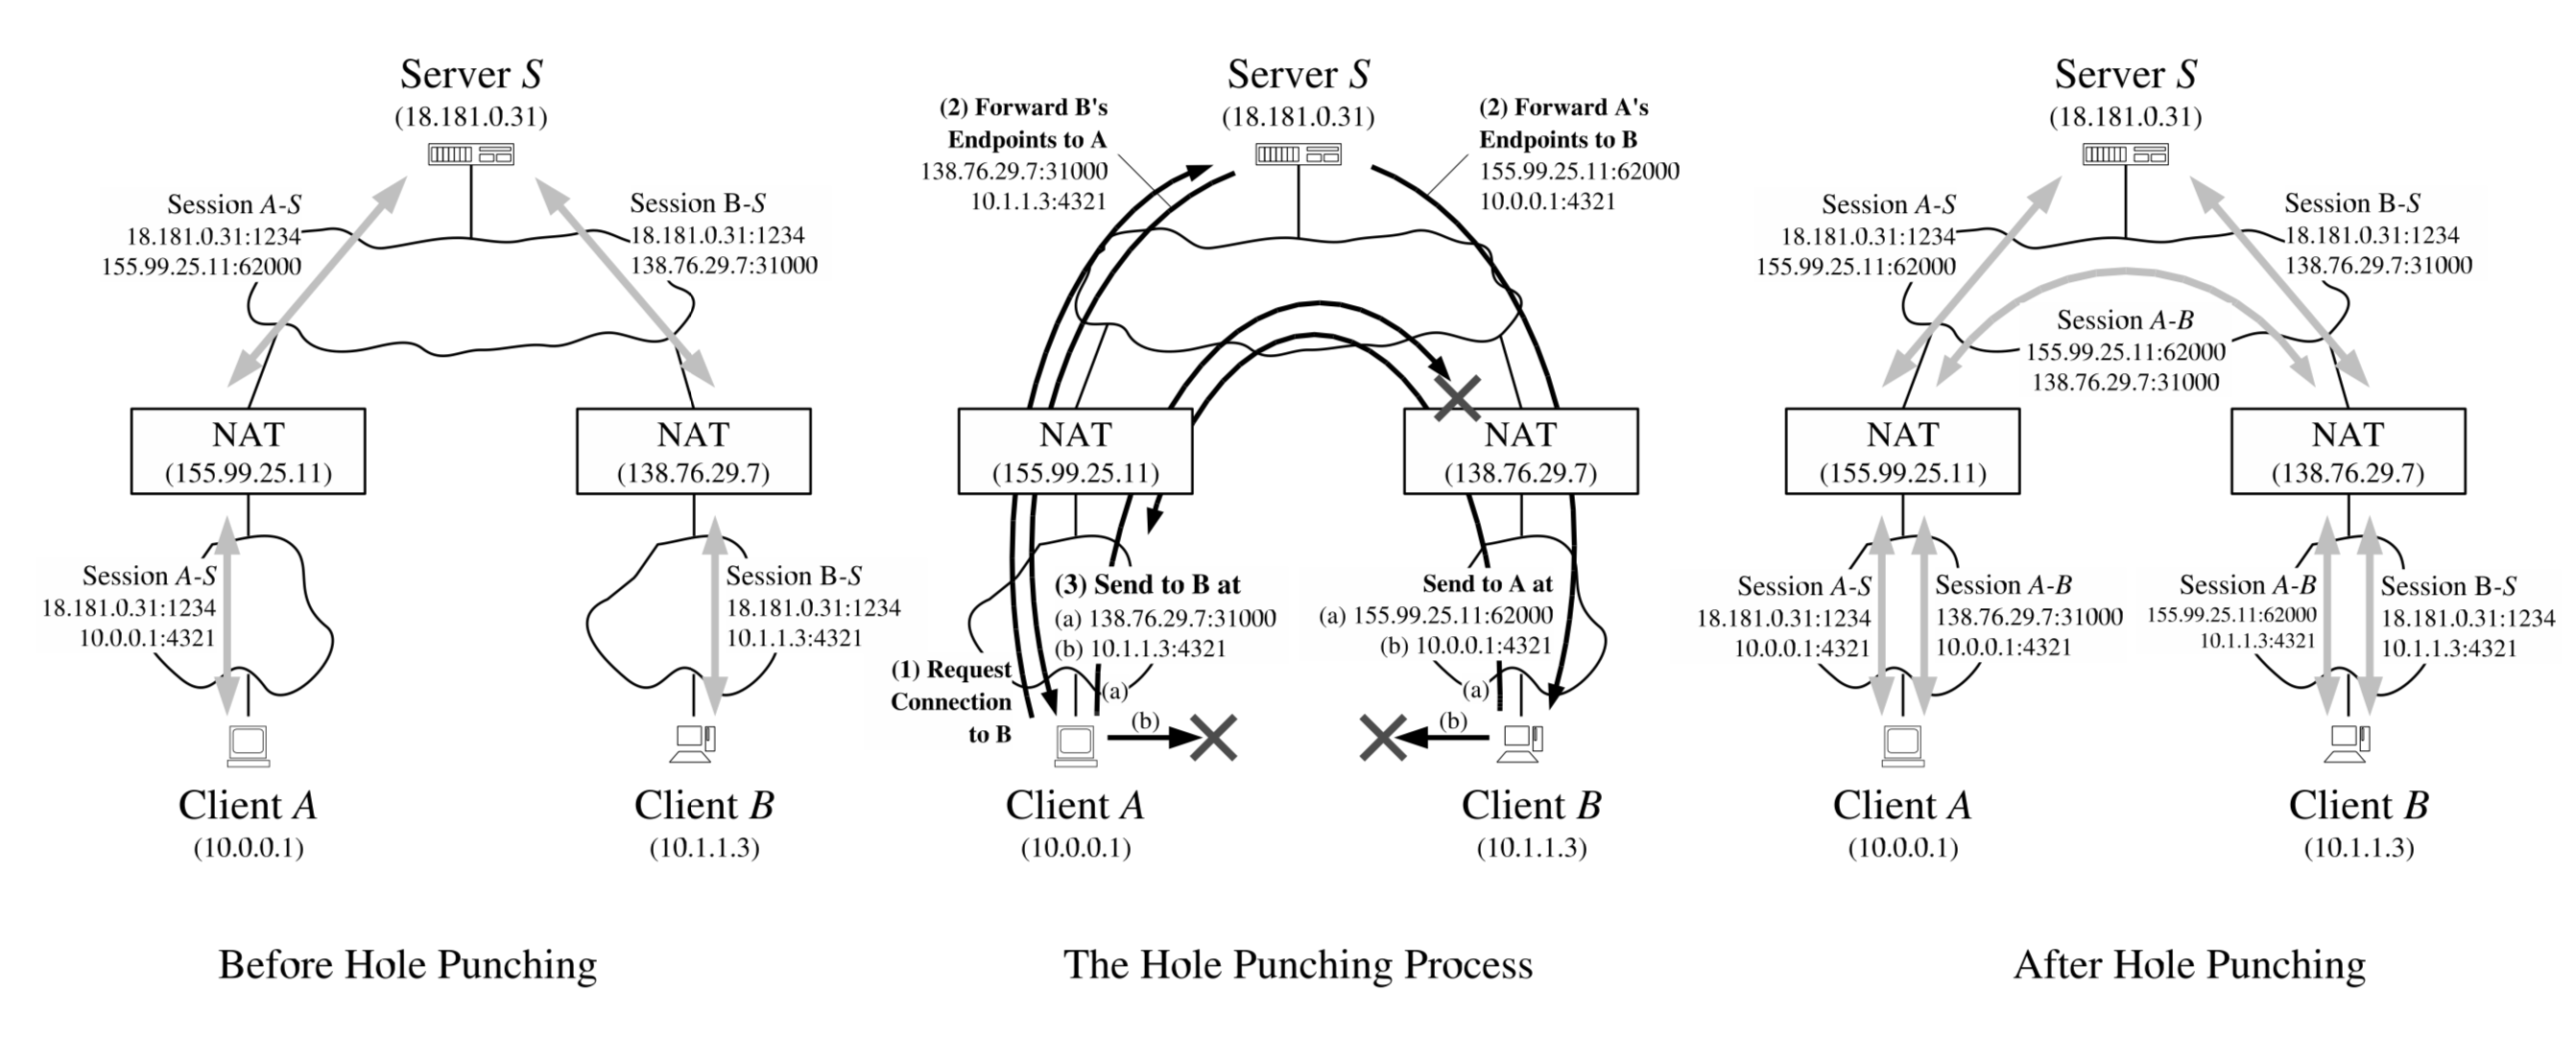 Server S
(18.181.0.31)
Session A-S
18.181.0.31:1234
155.99.25.11:62000
Session B-S
18.181.0.31:1234
138.76.29.7:31000
NAT
(155.99.25.11)
NAT
(138.76.29.7)
Session A-S
18.181.0.31:1234
10.0.0.1:4321
Session B-S
18.181.0.31:1234
10.1.1.3:4321
Client A
(10.0.0.1)
Client B
(10.1.1.3)
Before Hole Punching
Server S
(18.181.0.31)
(2) Forward B's
Endpoints to A
138.76.29.7:31000
10.1.1.3:4321
(2) Forward A's
Endpoints to B
155.99.25.11:62000
10.0.0.1:4321
NAT
(155.99.25.11)
NAT
(138.76.29.7)
(3) Send to B at
(a) 138.76.29.7:31000
(b) 10.1.1.3:4321
Send to A at
(a) 155.99.25.11:62000
(b) 10.0.0.1:4321
(1) Request
Connection
to B
(a)
(b)
(a)
(b)
Client A
(10.0.0.1)
Client B
(10.1.1.3)
The Hole Punching Process
Server S
(18.181.0.31)
Session A-S
18.181.0.31:1234
155.99.25.11:62000
Session B-S
18.181.0.31:1234
138.76.29.7:31000
Session A-B
155.99.25.11:62000
138.76.29.7:31000
NAT
(155.99.25.11)
NAT
(138.76.29.7)
Session A-S
18.181.0.31:1234
10.0.0.1:4321
Session A-B
138.76.29.7:31000
10.0.0.1:4321
Session A-B
155.99.25.11:62000
10.1.1.3:4321
Session B-S
18.181.0.31:1234
10.1.1.3:4321
Client A
(10.0.0.1)
Client B
(10.1.1.3)
After Hole Punching